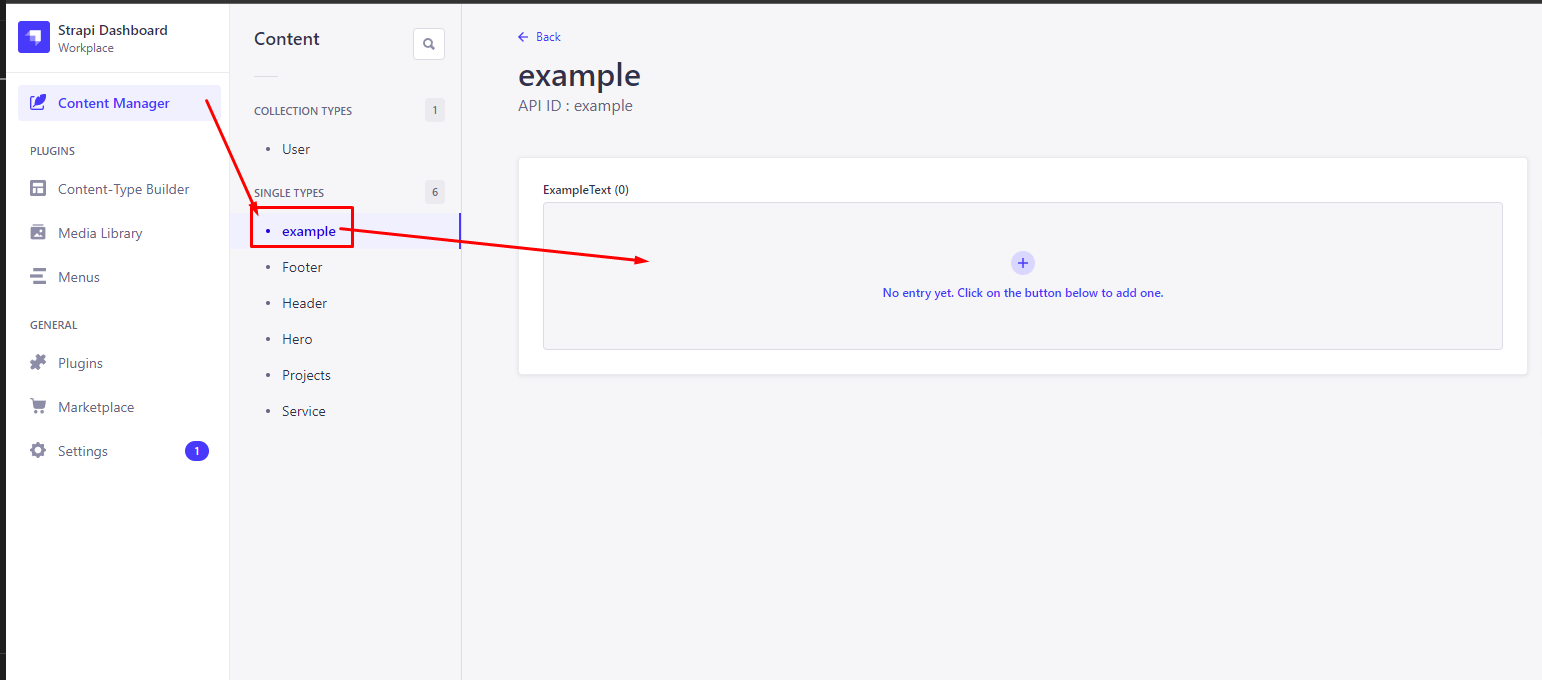 Strapi Dashboard
Workplace
Content Manager
PLUGINS
Content-Type Builder
Media Library
Menus
GENERAL
Plugins
Marketplace
Settings
1
Content
COLLECTION TYPES
1
User
SINGLE TYPES
6
example
Footer
Header
Hero
Projects
Service
Back
example
API ID : example
ExampleText (0)
No entry yet. Click on the button below to add one.